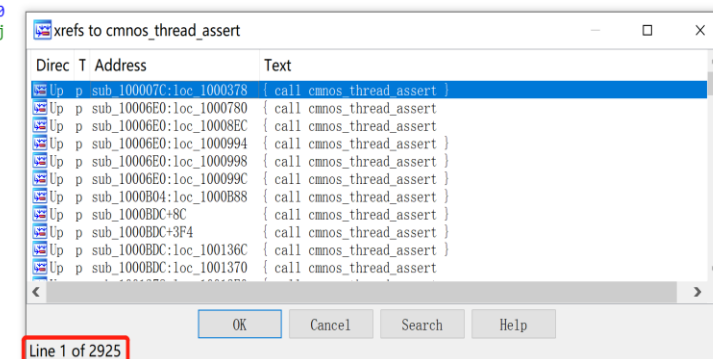 xrefs to cmnos_thread_assert
Direc T Address Text
Up p sub_100007C:loc_1000378 { call cmnos_thread_assert }
Up p sub_10006E0:loc_1000780 { call cmnos_thread_assert
Up p sub_10006E0:loc_10008EC { call cmnos_thread_assert
Up p sub_10006E0:loc_1000994 { call cmnos_thread_assert }
Up p sub_10006E0:loc_1000998 { call cmnos_thread_assert }
Up p sub_10006E0:loc_100099C { call cmnos_thread_assert }
Up p sub_1000B04:loc_1000B88 { call cmnos_thread_assert }
Up p sub_1000BDC+8C { call cmnos_thread_assert }
Up p sub_1000BDC+3F4 { call cmnos_thread_assert }
Up p sub_1000BDC:loc_100136C { call cmnos_thread_assert }
Up p sub_1000BDC:loc_1001370 { call cmnos_thread_assert
OK Cancel Search Help
Line 1 of 2925